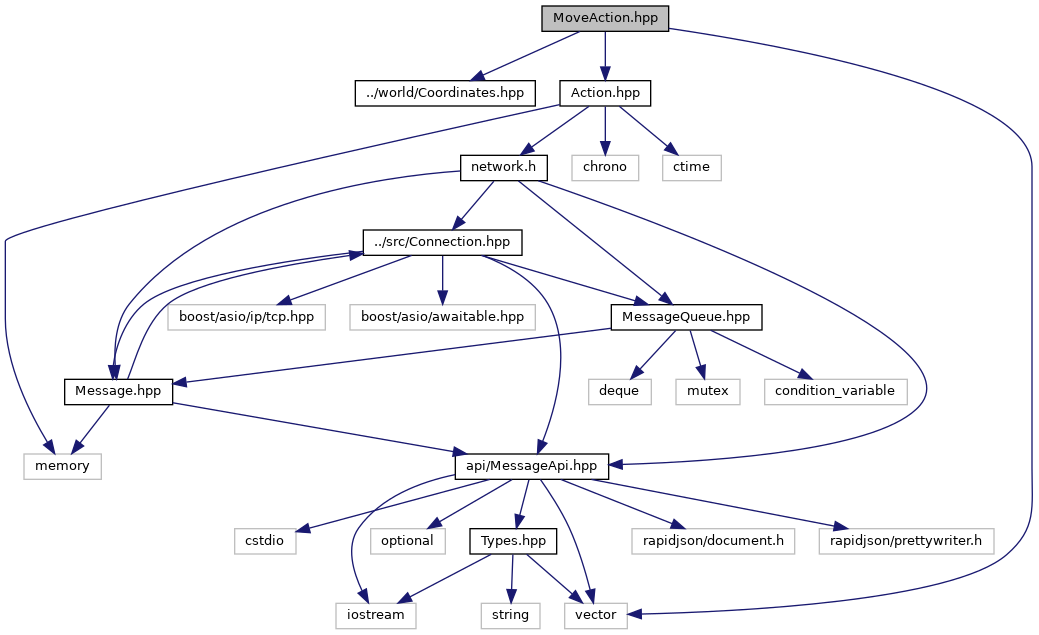 MoveAction.hpp
../world/Coordinates.hpp
Action.hpp
network.h
chrono
ctime
../src/Connection.hpp
boost/asio/ip/tcp.hpp
boost/asio/awaitable.hpp
MessageQueue.hpp
Message.hpp
deque
mutex
condition_variable
memory
api/MessageApi.hpp
cstdio
optional
Types.hpp
rapidjson/document.h
rapidjson/prettywriter.h
iostream
string
vector